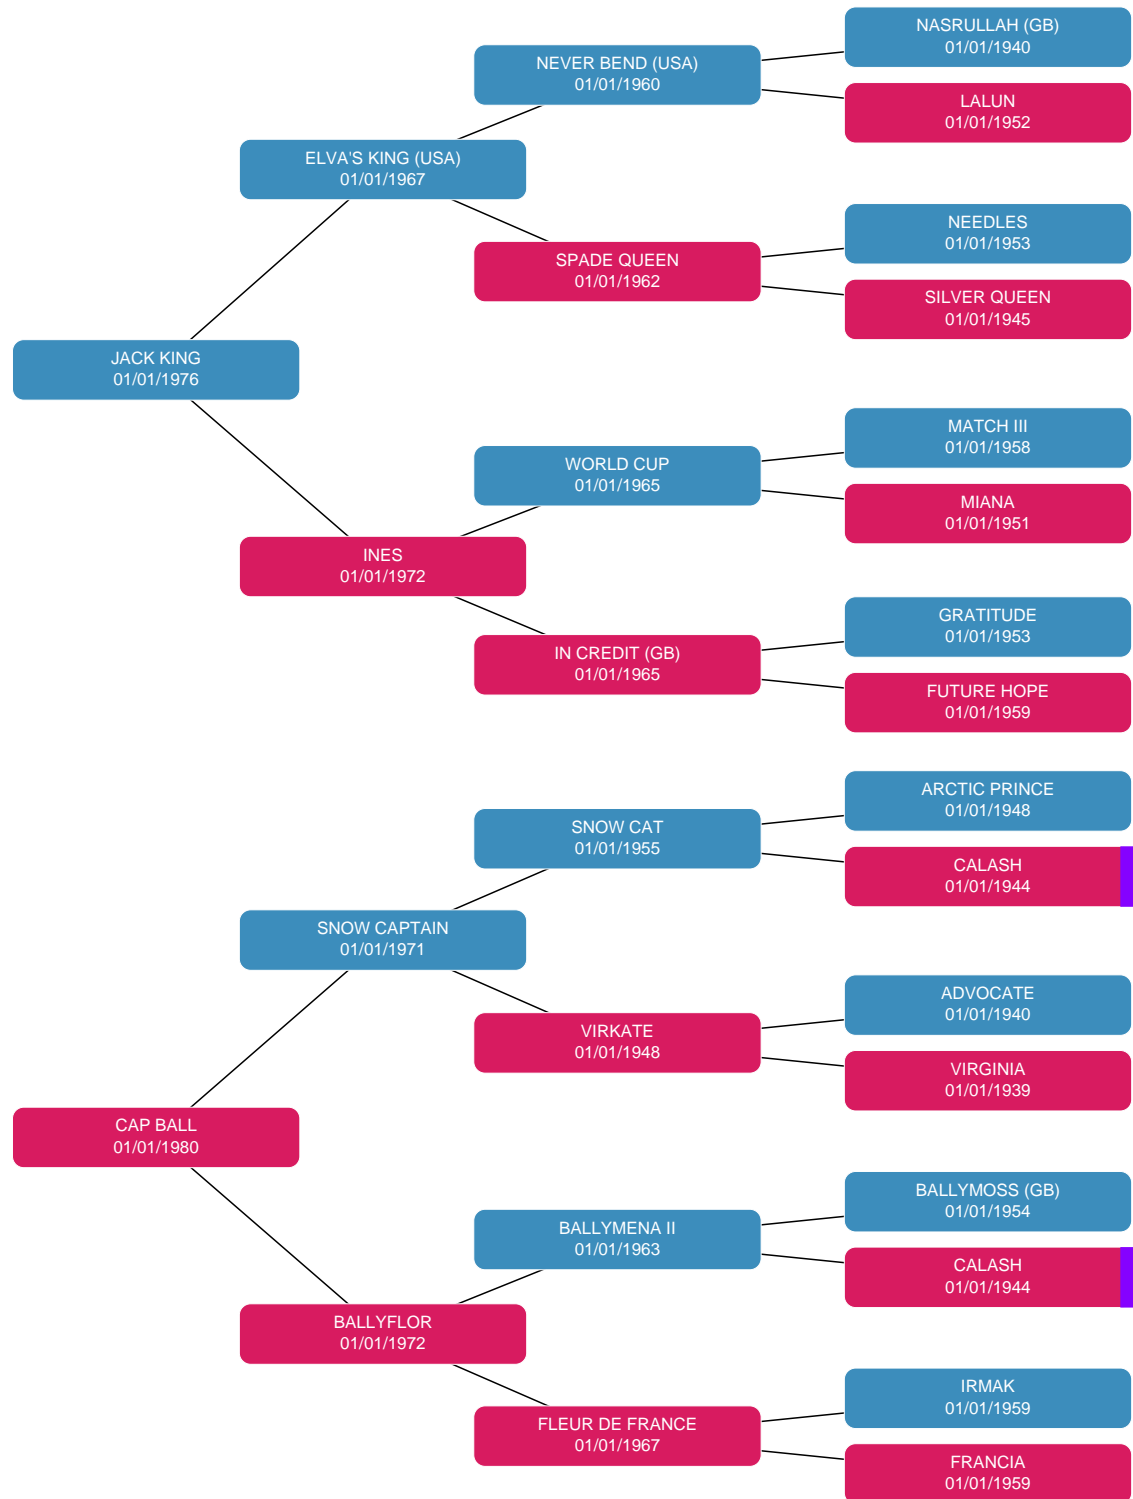 NASRULLAH (GB)
01/01/1940
NEVER BEND (USA)
01/01/1960
LALUN
01/01/1952
ELVA'S KING (USA)
01/01/1967
NEEDLES
01/01/1953
SPADE QUEEN
01/01/1962
SILVER QUEEN
01/01/1945
JACK KING
01/01/1976
MATCH III
01/01/1958
WORLD CUP
01/01/1965
MIANA
01/01/1951
INES
01/01/1972
GRATITUDE
01/01/1953
IN CREDIT (GB)
01/01/1965
FUTURE HOPE
01/01/1959
ARCTIC PRINCE
01/01/1948
SNOW CAT
01/01/1955
CALASH
01/01/1944
SNOW CAPTAIN
01/01/1971
ADVOCATE
01/01/1940
VIRKATE
01/01/1948
VIRGINIA
01/01/1939
CAP BALL
01/01/1980
BALLYMOSS (GB)
01/01/1954
BALLYMENA II
01/01/1963
CALASH
01/01/1944
BALLYFLOR
01/01/1972
IRMAK
01/01/1959
FLEUR DE FRANCE
01/01/1967
FRANCIA
01/01/1959